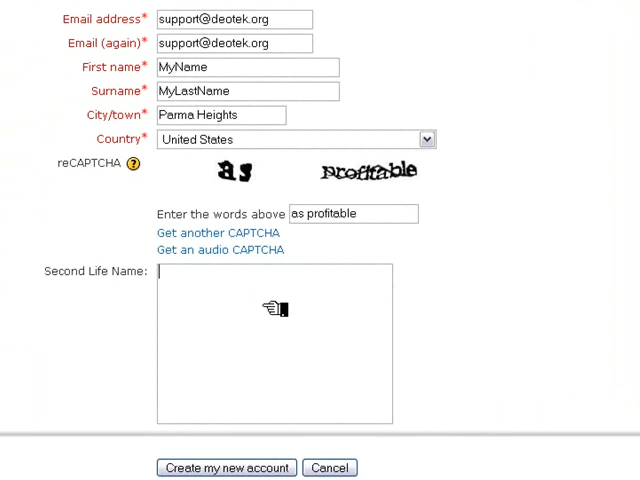 Email address* support@deotek.org
Email (again)* support@deotek.org
First name* MyName
Surname* MyLastName
City/town* Parma Heights
Country* United States
reCAPTCHA ? as profitable
Enter the words above as profitable
Get another CAPTCHA
Get an audio CAPTCHA
Second Life Name:
Create my new account Cancel